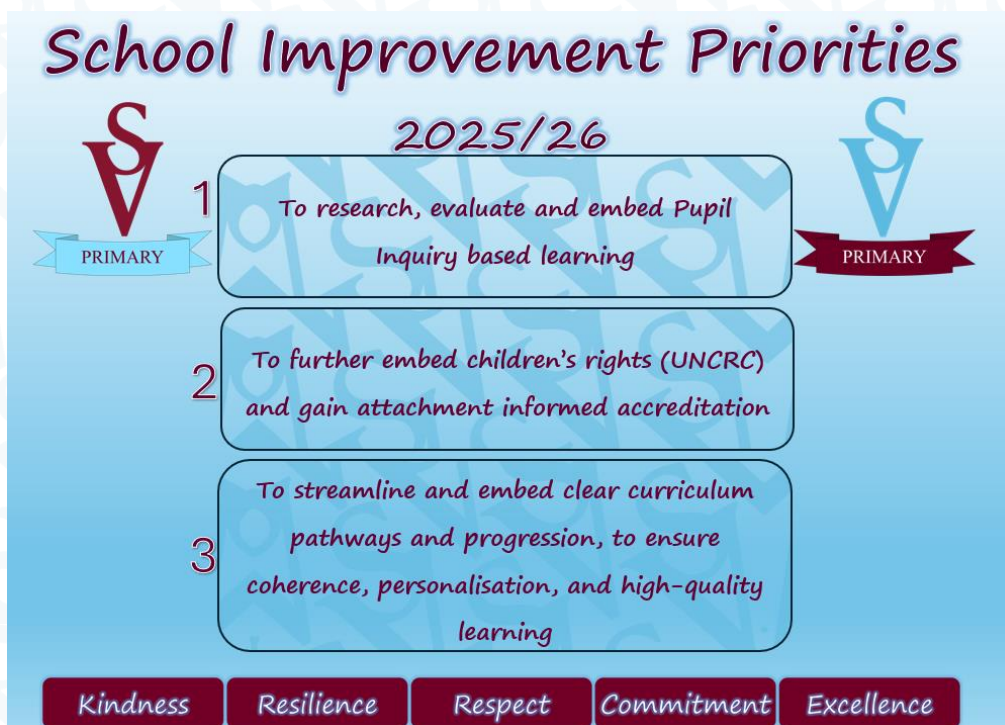 School Improvement Priorities
2025/26
SV
PRIMARY
SV
PRIMARY
1
To research, evaluate and embed Pupil
Inquiry based learning
2
To further embed children's rights (UNCRC)
and gain attachment informed accreditation
3
To streamline and embed clear curriculum
pathways and progression, to ensure
coherence, personalisation, and high-quality
learning
Kindness
Resilience
Respect
Commitment
Excellence